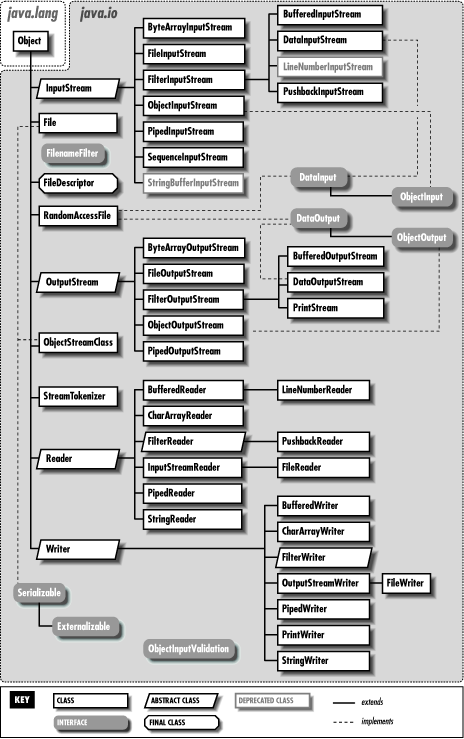 java.lang
java.io
Object
InputStream
ByteArrayInputStream
FileInputStream
FilterInputStream
ObjectInputStream
PipedInputStream
SequenceInputStream
StringBufferInputStream
BufferedInputStream
DataInputStream
LineNumberInputStream
PushbackInputStream
File
FilenameFilter
FileDescriptor
RandomAccessFile
DataInput
ObjectInput
DataOutput
ObjectOutput
OutputStream
ByteArrayOutputStream
FileOutputStream
FilterOutputStream
ObjectOutputStream
PipedOutputStream
BufferedOutputStream
DataOutputStream
PrintStream
ObjectStreamClass
StreamTokenizer
Reader
BufferedReader
LineNumberReader
CharArrayReader
FilterReader
PushbackReader
InputStreamReader
FileReader
PipedReader
StringReader
Writer
BufferedWriter
CharArrayWriter
FilterWriter
OutputStreamWriter
FileWriter
PipedWriter
PrintWriter
StringWriter
Serializable
Externalizable
ObjectInputValidation
KEY
CLASS
ABSTRACT CLASS
DEPRECATED CLASS
extends
INTERFACE
FINAL CLASS
implements